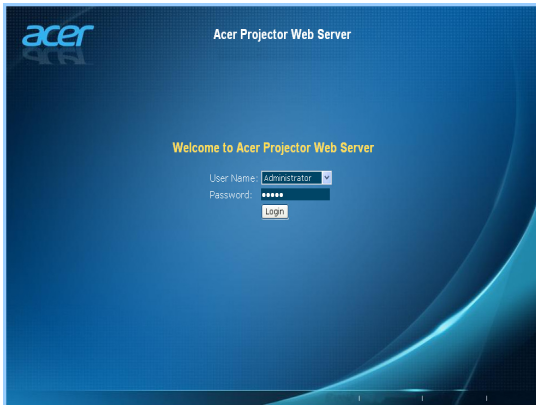 acer
Acer Projector Web Server
Welcome to Acer Projector Web Server
User Name: Administrator
Password: •••••
Login